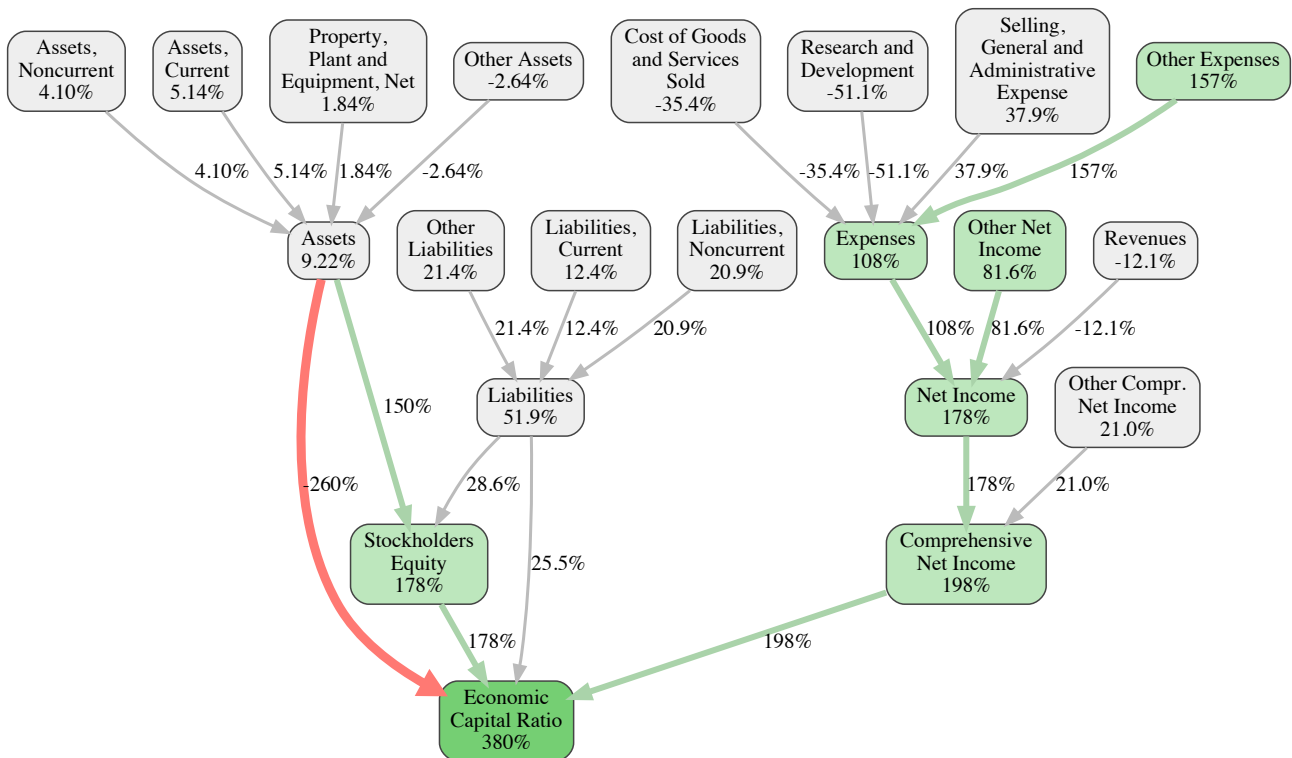 Assets,
Noncurrent
4.10%
Assets,
Current
5.14%
Property,
Plant and
Equipment, Net
1.84%
Other Assets
-2.64%
Cost of Goods
and Services
Sold
-35.4%
Research and
Development
-51.1%
Selling,
General and
Administrative
Expense
37.9%
Other Expenses
157%
4.10%
5.14%
1.84%
-2.64%
-35.4%
-51.1%
37.9%
157%
Assets
9.22%
Other
Liabilities
21.4%
Liabilities,
Current
12.4%
Liabilities,
Noncurrent
20.9%
Expenses
108%
Other Net
Income
81.6%
Revenues
-12.1%
21.4%
12.4%
20.9%
108%
81.6%
-12.1%
150%
Liabilities
51.9%
Net Income
178%
Other Compr.
Net Income
21.0%
-260%
28.6%
178%
21.0%
Stockholders
Equity
178%
25.5%
Comprehensive
Net Income
198%
178%
198%
Economic
Capital Ratio
380%